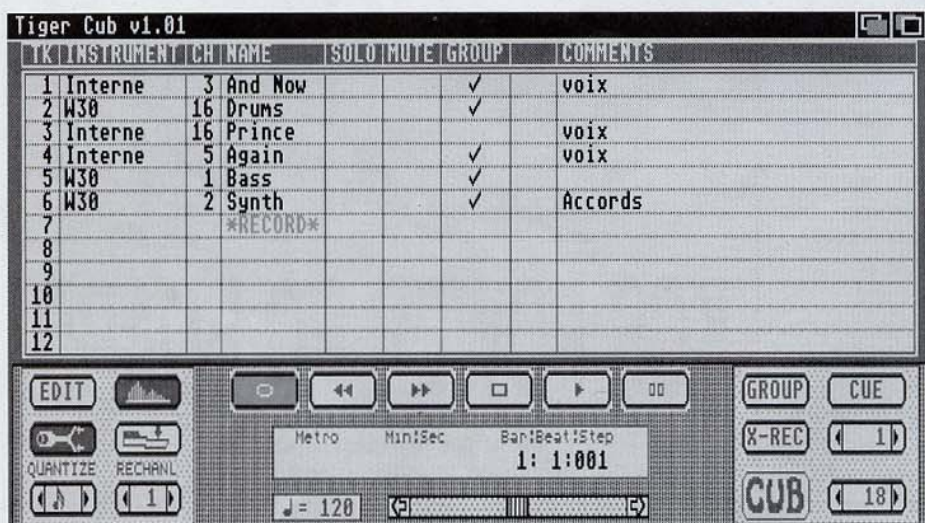 Tiger Cub v1.01
TK INSTRUMENT CH NAME SOLO MUTE GROUP COMMENTS
1 Interne 3 And Now ✓ voix
2 W30 16 Drums ✓
3 Interne 16 Prince voix
4 Interne 5 Again ✓ voix
5 W30 1 Bass ✓
6 W30 2 Synth ✓ Accords
7 *RECORD*
8
9
10
11
12
EDIT GROUP CUE
Metro Min:Sec Bar:Beat:Step X-REC 1
1: 1:001
QUANTIZE RECHANL
1 ♩= 120 CUB 18